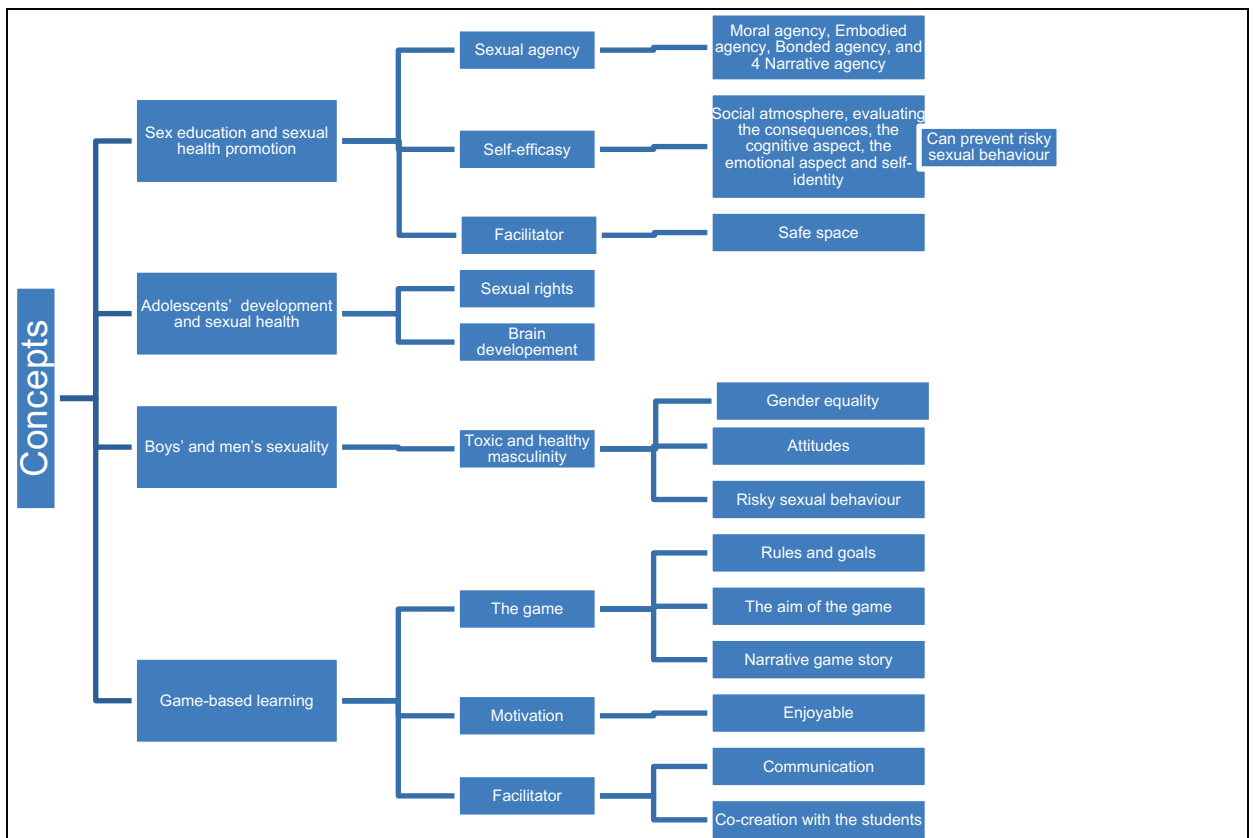 Concepts
Sex education and sexual
health promotion
Sexual agency
Moral agency, Embodied
agency, Bonded agency, and
4 Narrative agency
Self-efficasy
Social atmosphere, evaluating
the consequences, the
cognitive aspect, the
emotional aspect and self-
identity
Can prevent risky
sexual behaviour
Facilitator
Safe space
Adolescents’ development
and sexual health
Sexual rights
Brain
developement
Boys’ and men’s sexuality
Toxic and healthy
masculinity
Gender equality
Attitudes
Risky sexual behaviour
Game-based learning
The game
Rules and goals
The aim of the game
Narrative game story
Motivation
Enjoyable
Facilitator
Communication
Co-creation with the students